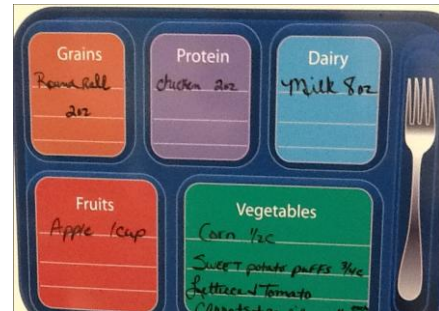 Grains
Round Roll
2oz
Protein
chicken 2oz
Dairy
Milk 8oz
Fruits
Apple 1cup
Vegetables
Corn 1/2c
SWEET potato puffs 3/4c
Lettuce & Tomato